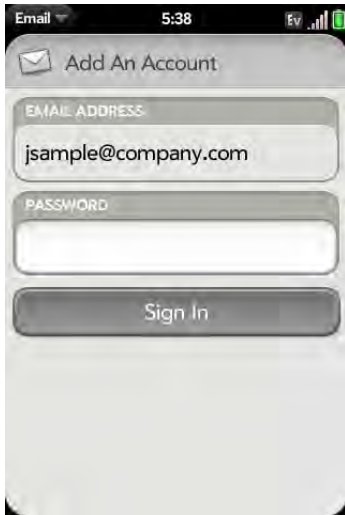 Email 5:38 Ev
Add An Account
EMAIL ADDRESS
jsample@company.com
PASSWORD
Sign In